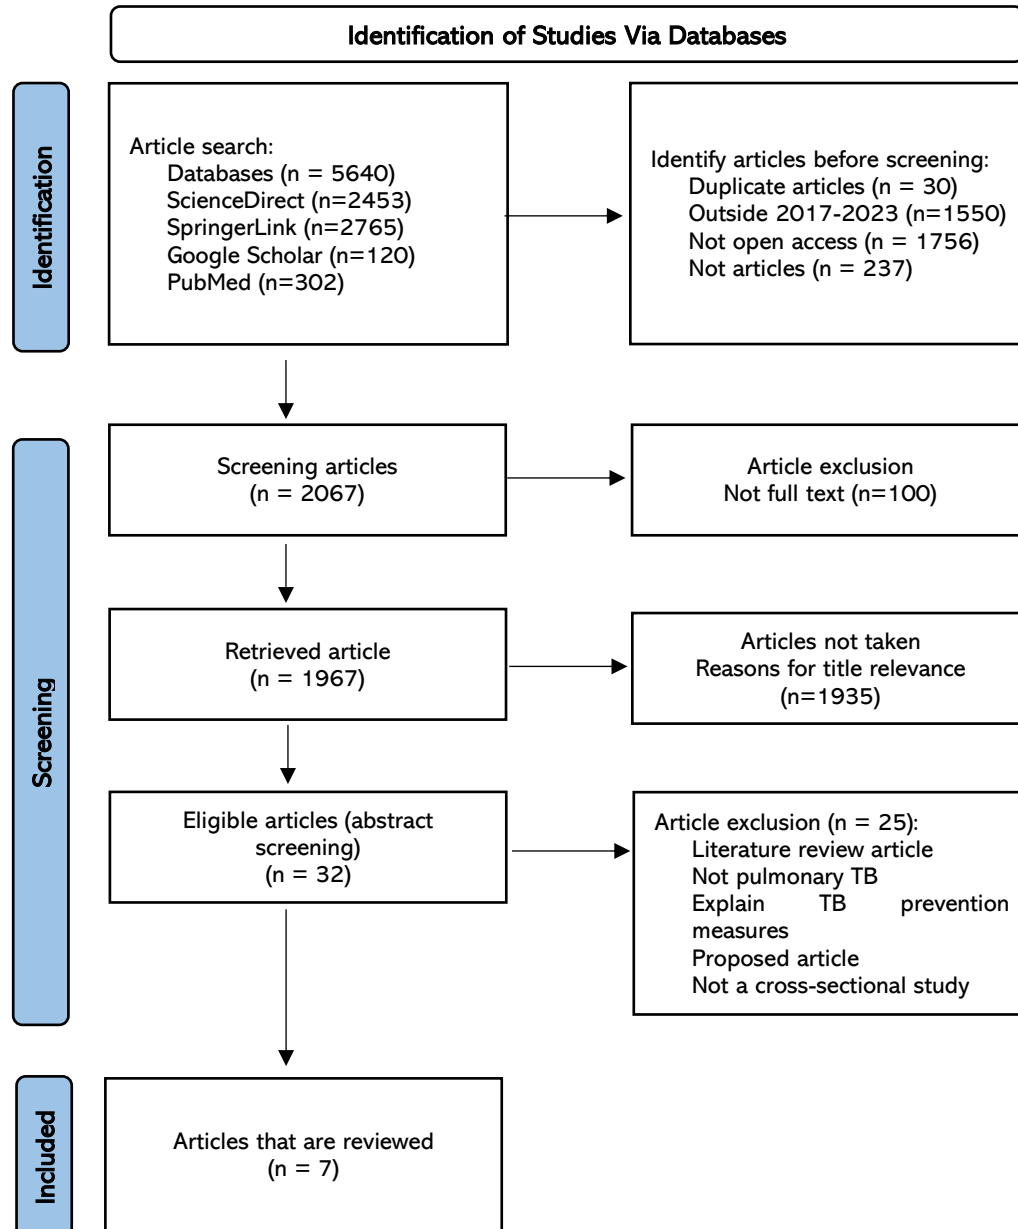 Identification of Studies Via Databases
Identification
Article search:
Databases (n = 5640)
ScienceDirect (n=2453)
SpringerLink (n=2765)
Google Scholar (n=120)
PubMed (n=302)
Identify articles before screening:
Duplicate articles (n = 30)
Outside 2017-2023 (n=1550)
Not open access (n = 1756)
Not articles (n = 237)
Screening
Screening articles
(n = 2067)
Article exclusion
Not full text (n=100)
Retrieved article
(n = 1967)
Articles not taken
Reasons for title relevance
(n=1935)
Eligible articles (abstract
screening)
(n = 32)
Article exclusion (n = 25):
Literature review article
Not pulmonary TB
Explain TB prevention
measures
Proposed article
Not a cross-sectional study
Included
Articles that are reviewed
(n = 7)